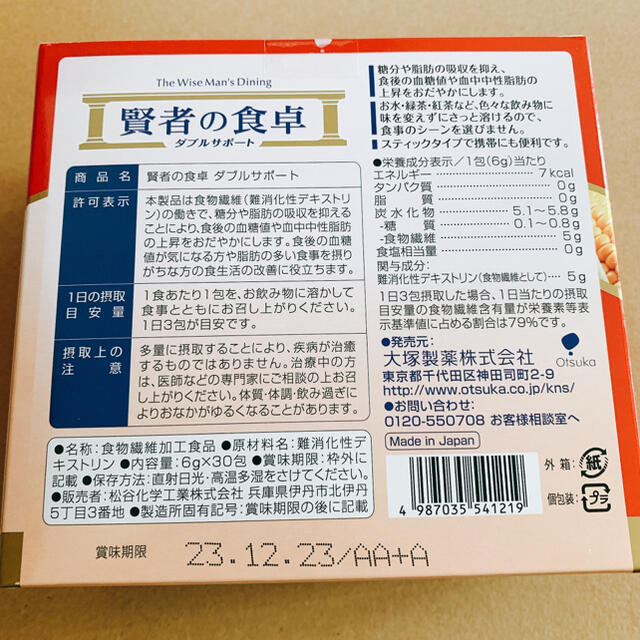 The Wise Man's Dining
賢者の食卓
ダブルサポート
商品名 賢者の食卓 ダブルサポート
許可表示 本製品は食物繊維(難消化性デキストリ
ン)の働きで、糖分や脂肪の吸収を抑える
ことにより、食後の血糖値や血中中性脂肪
の上昇をおだやかにします。食後の血糖
値が気になる方や脂肪の多い食事を摂り
がちな方の食生活の改善に役立ちます。
1日の摂取
目安量
1食あたり1包を、お飲み物に溶かして
食事とともにお召し上がりください。
1日3包が目安です。
摂取上の
注意
多量に摂取することにより、疾病が治癒
するものではありません。治療中の方
は、医師などの専門家にご相談の上お召
し上がりください。体質・体調・飲み過ぎに
よりおなかがゆるくなることがあります。
●名称:食物繊維加工食品 ●原材料名:難消化性デ
キストリン ●内容量:6g×30包 ●賞味期限:枠外に
記載 ●保存方法:直射日光・高温多湿をさけてください。
●販売者:松谷化学工業株式会社 兵庫県伊丹市北伊丹
5丁目3番地 ●製造所固有記号:賞味期限の後に記載
賞味期限 23.12.23/AA+A
糖分や脂肪の吸収を抑え、
食後の血糖値や血中中性脂肪の
上昇をおだやかにします。
お水・緑茶・紅茶など、色々な飲み物に
味を変えずにさっと溶けるので、
食事のシーンを選びません。
スティックタイプで携帯にも便利です。
●栄養成分表示/1包(6g)当たり
エネルギー 7kcal
タンパク質 0g
脂質 0g
炭水化物 5.1~5.8g
-糖質 0.1~0.8g
-食物繊維 5g
食塩相当量 0g
関与成分:
難消化性デキストリン(食物繊維として) 5g
1日3包摂取した場合、1日当たりの摂取
目安量の食物繊維含有量が栄養素等表
示基準値に占める割合は79%です。
●発売元:
大塚製薬株式会社
東京都千代田区神田司町2-9
http://www.otsuka.co.jp/kns/
Otsuka
●お問い合わせ:
0120-550708 お客様相談室へ
Made in Japan
4 987035 541219
外箱: 紙
個包装: プラ